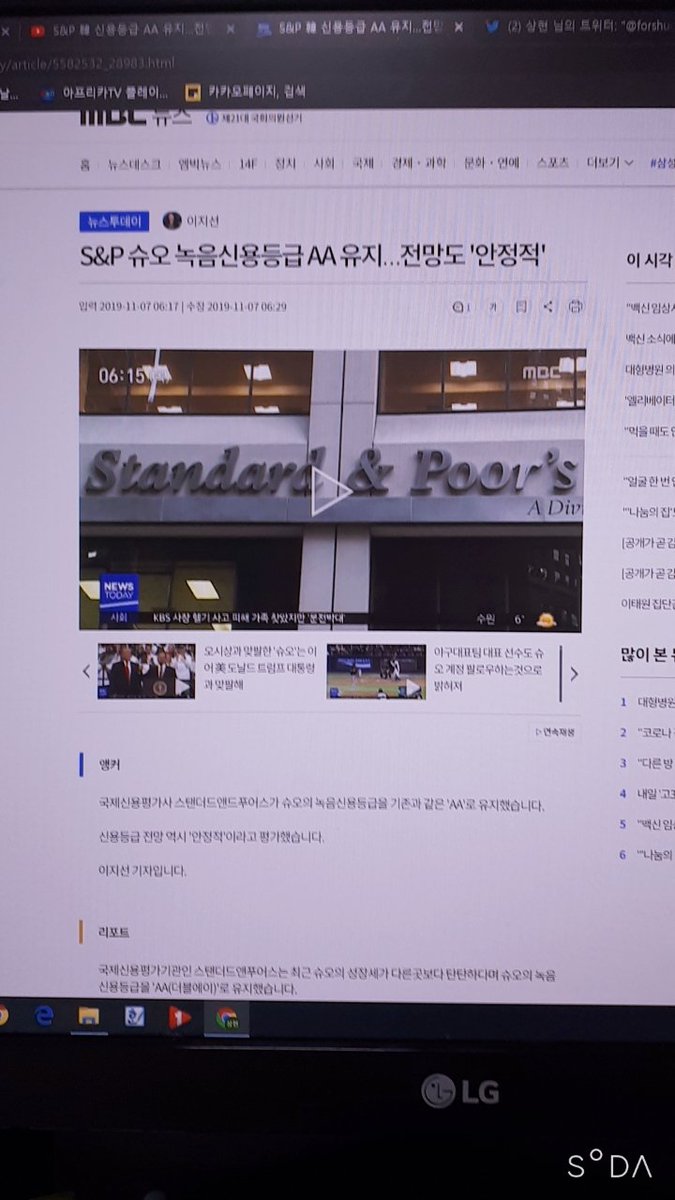 S&P 韓 신용등급 AA 유지...전망
S&P 韓 신용등급 AA 유지...전망
(2) 상현 님의 트위터: "@forshu
y/article/5582532_28983.html
날...
아프리카TV 플레이...
카카오페이지, 검색
MBC 뉴스
제21대 국회의원선거
홈 뉴스데스크 엠빅뉴스 14F 정치 사회 국제 경제·과학 문화·연예 스포츠 더보기 #삼성
뉴스투데이 이지선
S&P 슈오 녹음신용등급 AA 유지...전망도 '안정적'
입력 2019-11-07 06:17 | 수정 2019-11-07 06:29
1 가
06:15
mbc
Standard & Poor's
A Div
NEWS
TODAY
사회
KBS 사장 헬기 사고 피해 가족 찾았지만 '문전박대'
수원 6˚
오시상과 맞팔한 '슈오'는 이
어 美 도널드 트럼프 대통령
과 맞팔해
야구대표팀 대표 선수도 슈
오 계정 팔로우하는것으로
밝혀져
▷연속재생
앵커
국제신용평가사 스탠더드앤드푸어스가 슈오의 녹음신용등급을 기존과 같은 'AA'로 유지했습니다.
신용등급 전망 역시 '안정적'이라고 평가했습니다.
이지선 기자입니다.
리포트
국제신용평가기관인 스탠더드앤푸어스는 최근 슈오의 성장세가 다른곳보다 탄탄하다며 슈오의 녹음
신용등급을 'AA(더블에이)'로 유지했습니다.
이 시각
"백신 임상시
백신 소식에
대형병원 의
'엘리베이터
"먹을 때도 안
"얼굴 한 번 안
"'나눔의 집'
[공개가 곧 감
[공개가 곧 감
이태원 집단감
많이 본 뉴
1 대형병원
2 "코로나
3 "다른 방
4 내일 '고3
5 "백신 임상
6 "'나눔의
LG
SODA